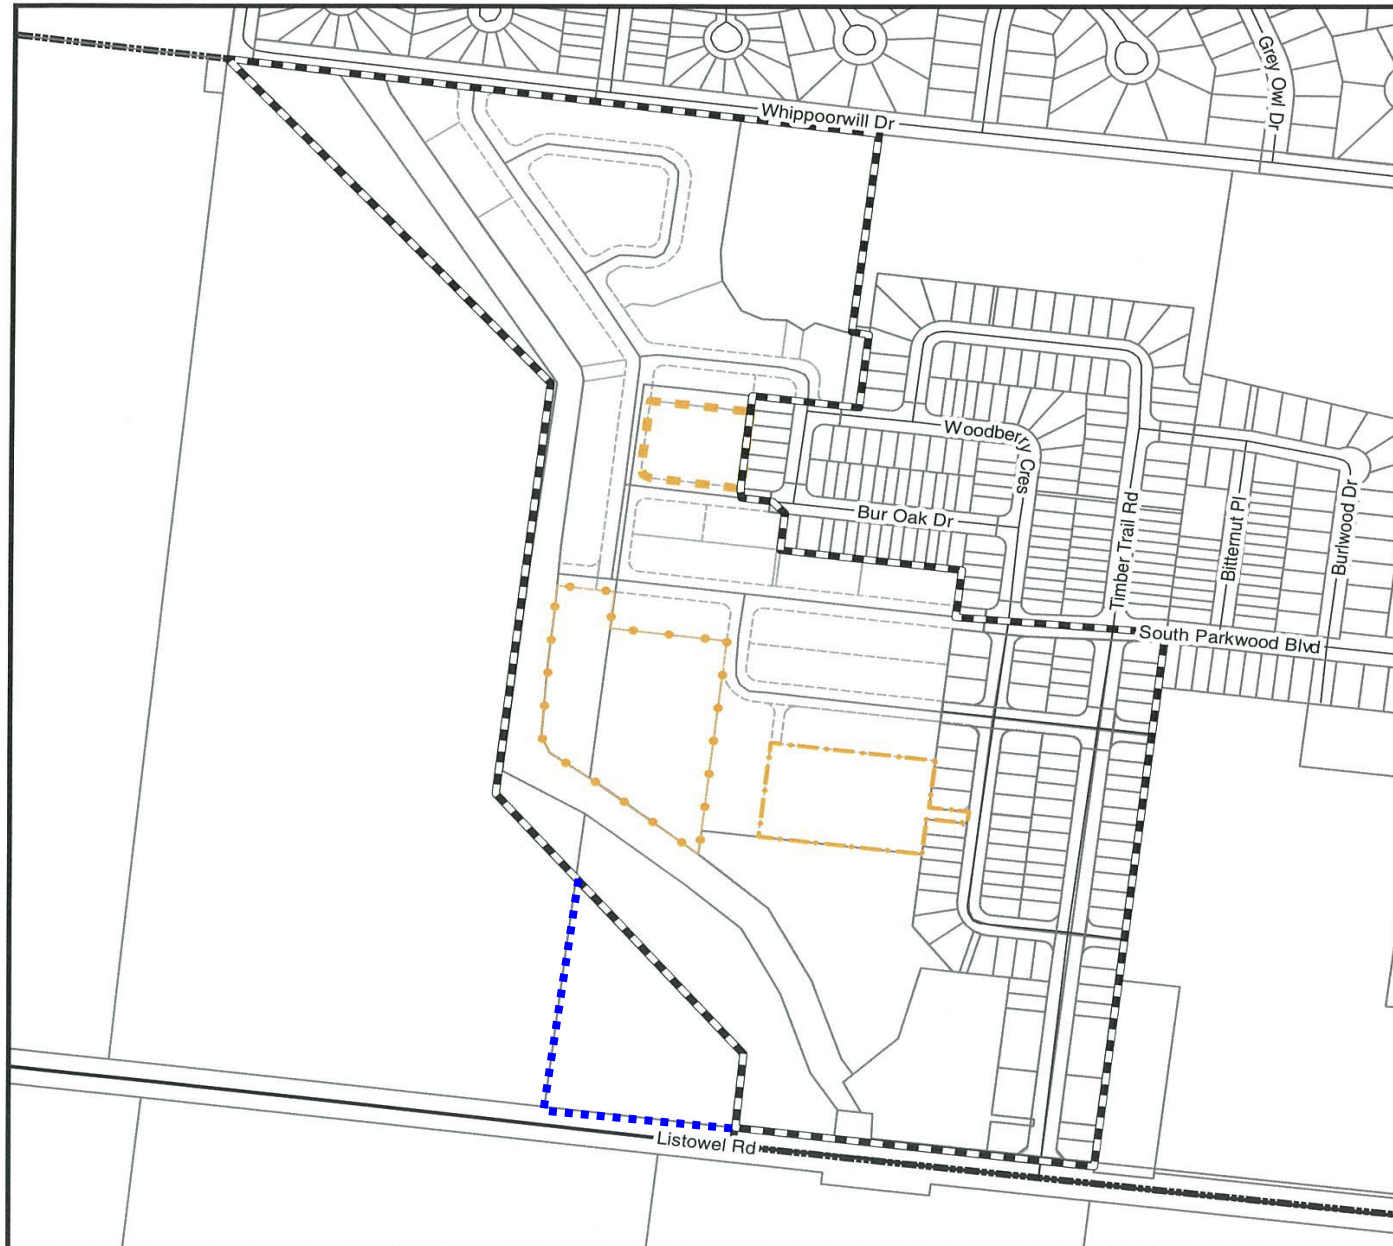 Grey Owl Dr
Whippoorwill Dr
Woodberry Cres
Bur Oak Dr
Timber Trail Rd
Bitternut Pl
Burlwood Dr
South Parkwood Blvd
Listowel Rd